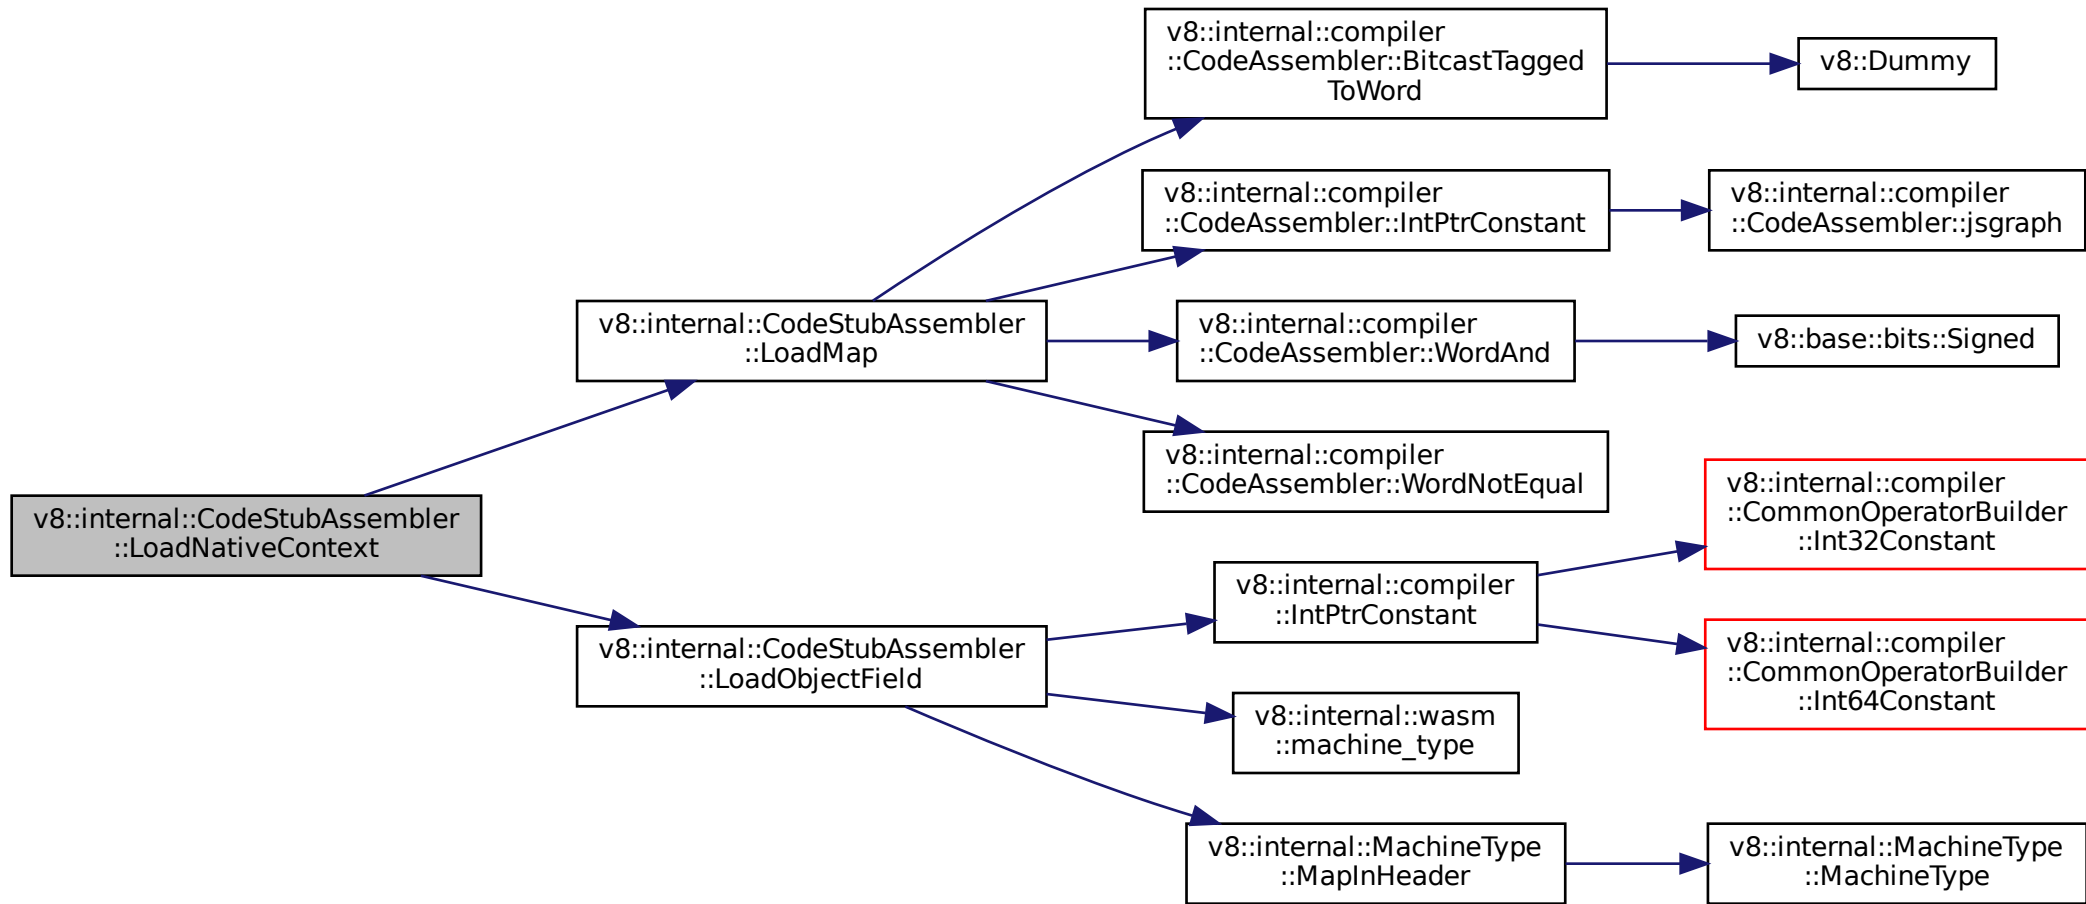 v8::internal::CodeStubAssembler
::LoadNativeContext
v8::internal::CodeStubAssembler
::LoadMap
v8::internal::compiler
::CodeAssembler::BitcastTagged
ToWord
v8::Dummy
v8::internal::compiler
::CodeAssembler::IntPtrConstant
v8::internal::compiler
::CodeAssembler::jsgraph
v8::internal::compiler
::CodeAssembler::WordAnd
v8::base::bits::Signed
v8::internal::compiler
::CodeAssembler::WordNotEqual
v8::internal::CodeStubAssembler
::LoadObjectField
v8::internal::compiler
::IntPtrConstant
v8::internal::compiler
::CommonOperatorBuilder
::Int32Constant
v8::internal::compiler
::CommonOperatorBuilder
::Int64Constant
v8::internal::wasm
::machine_type
v8::internal::MachineType
::MapInHeader
v8::internal::MachineType
::MachineType